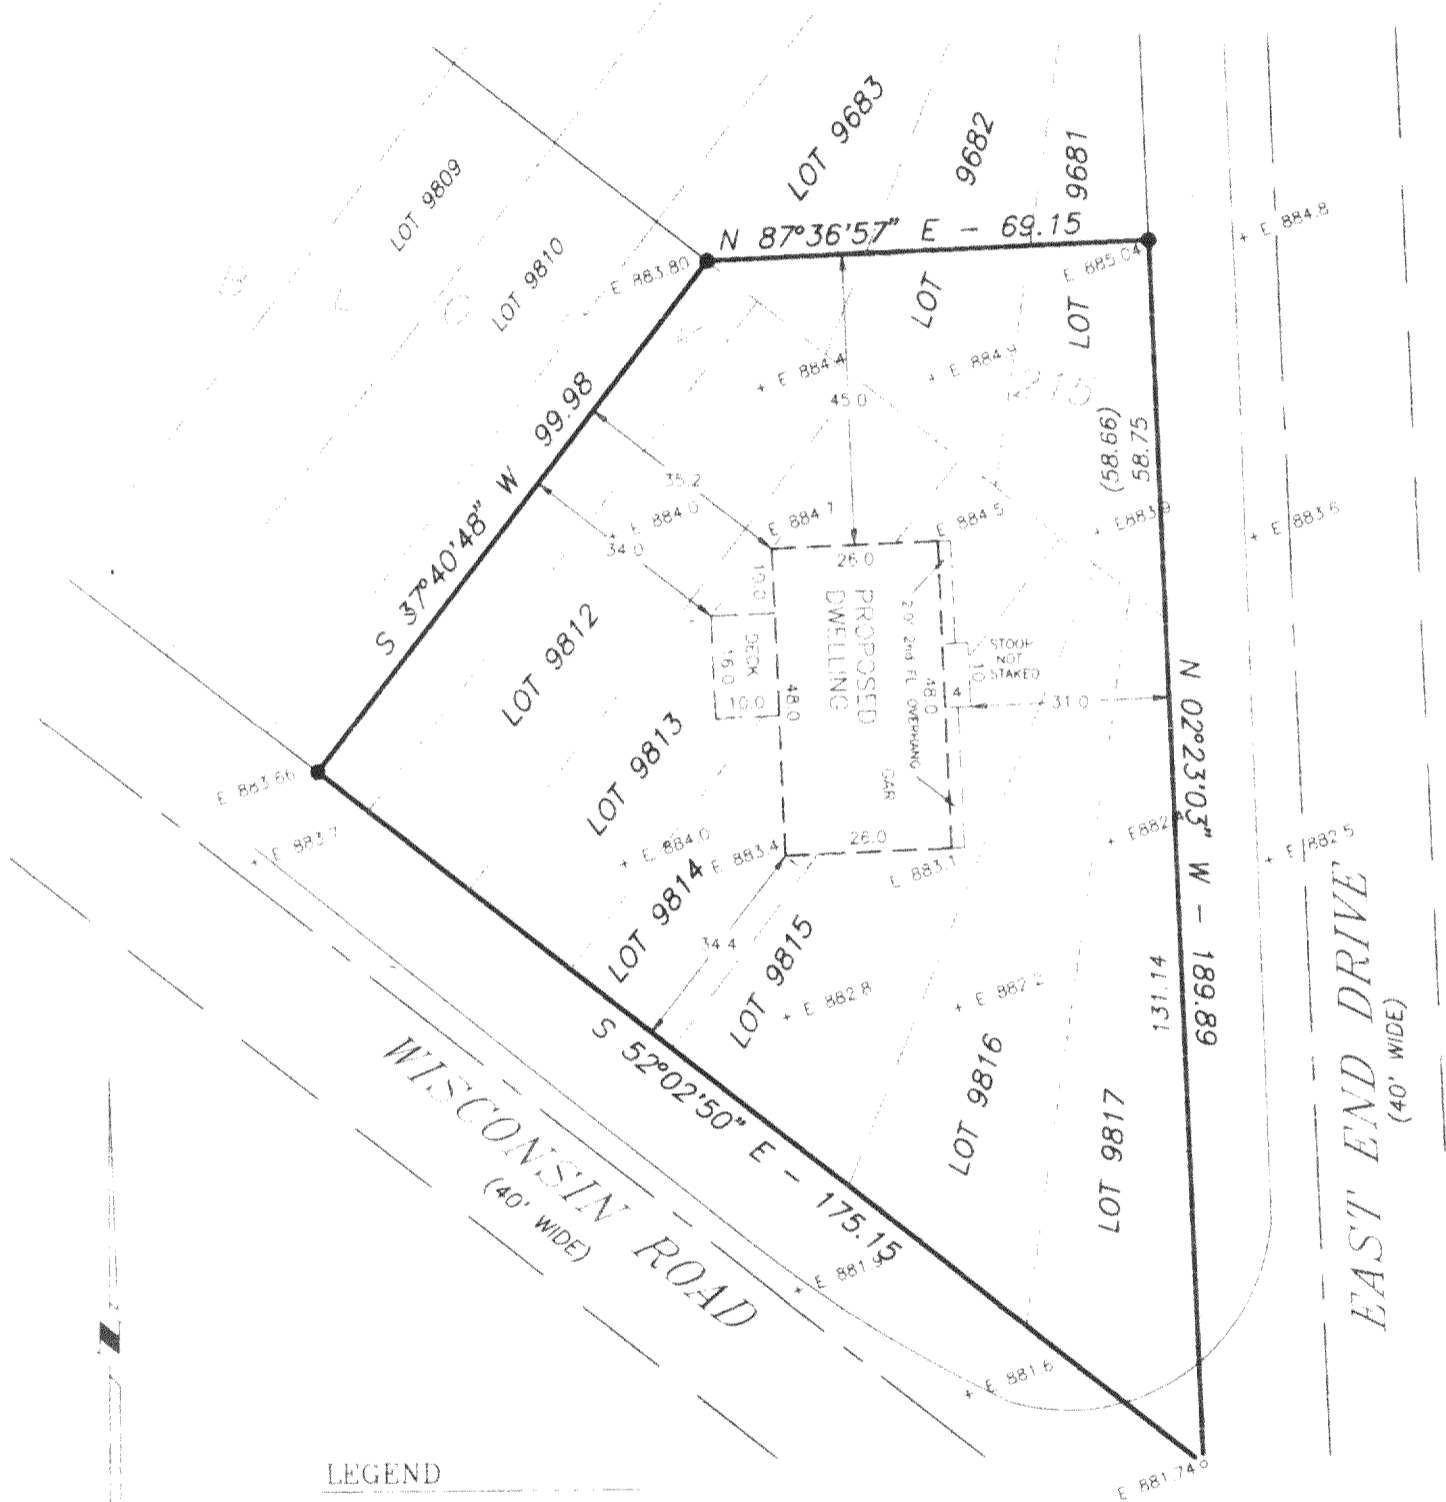 LOT 9683
9682
9681
LOT 9809
LOT 9810
N 87°36'57" E - 69.15
E 883.80
E 885.04
+ E 884.8
LOT
LOT
+ E 884.4
+ E 884.9
45.0
(58.66)
58.75
S 37°40'48" W 99.98
35.2
34.0
+ E 884.0
E 884.7
E 884.5
+ E883.9
+ E 883.6
26.0
10.0
PROPOSED
DWELLING
2.0' 2nd FL. OVERHANG
48.0
48.0
DECK
16.0
10.0
STOOP
NOT
STAKED
10
4
31.0
GAR
LOT 9812
LOT 9813
LOT 9814
LOT 9815
LOT 9816
LOT 9817
N 02°23'03" W - 189.89
131.14
E 883.66
+ E 883.7
+ E 884.0
E 883.4
26.0
E 883.1
+ E 882.5
34.4
+ E 882.8
+ E 882.2
S 52°02'50" E - 175.15
WISCONSIN ROAD
(40' WIDE)
EAST END DRIVE
(40' WIDE)
+ E 881.9
+ E 881.6
E 881.74
LEGEND